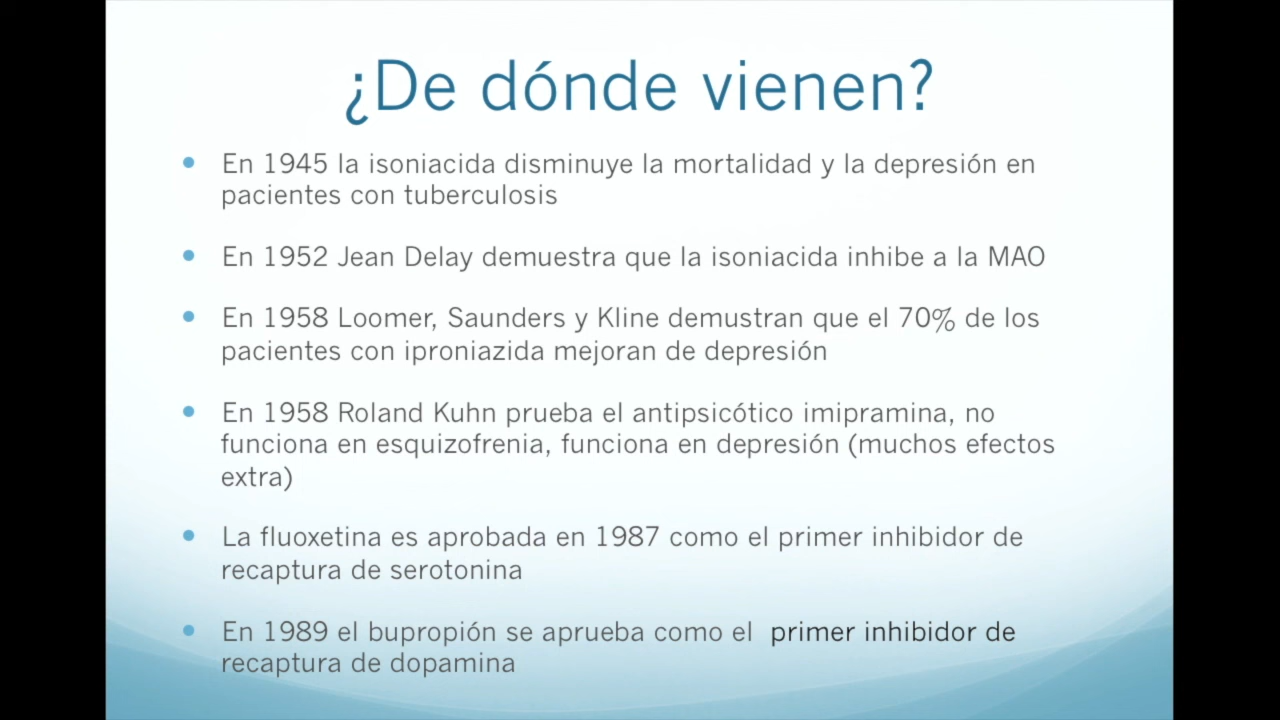 ¿De dónde vienen?
En 1945 la isoniacida disminuye la mortalidad y la depresión en
pacientes con tuberculosis
En 1952 Jean Delay demuestra que la isoniacida inhibe a la MAO
En 1958 Loomer, Saunders y Kline demustran que el 70% de los
pacientes con iproniazida mejoran de depresión
En 1958 Roland Kuhn prueba el antipsicótico imipramina, no
funciona en esquizofrenia, funciona en depresión (muchos efectos
extra)
La fluoxetina es aprobada en 1987 como el primer inhibidor de
recaptura de serotonina
En 1989 el bupropión se aprueba como el primer inhibidor de
recaptura de dopamina